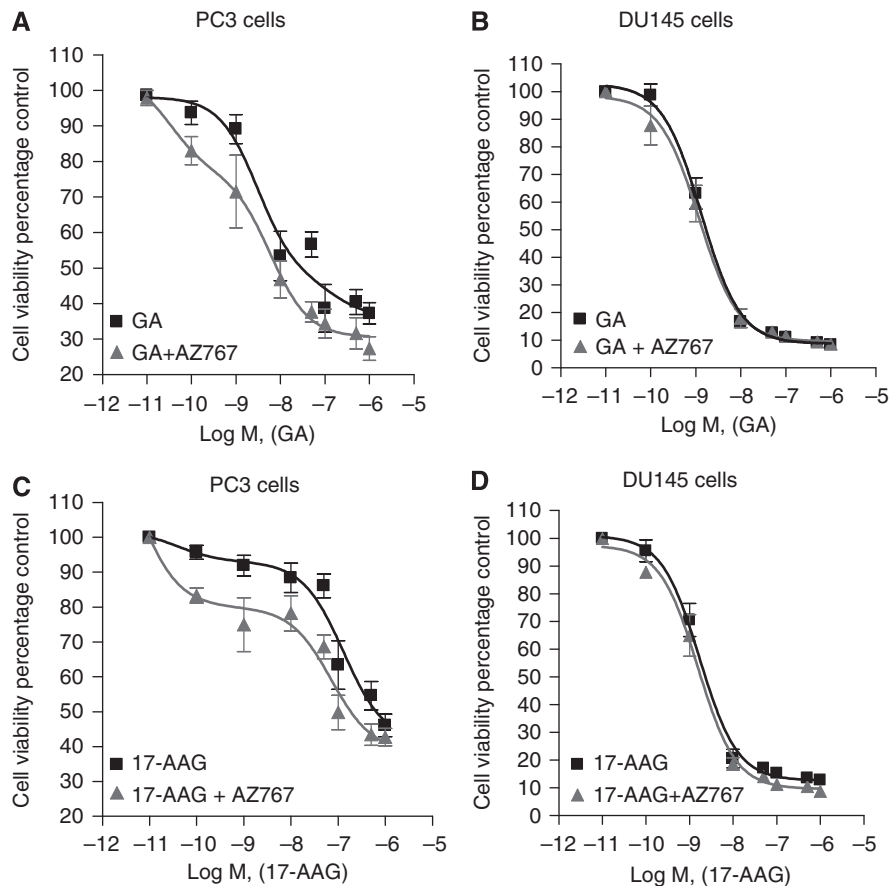 A
PC3 cells
Cell viability percentage control
110
100
90
80
70
60
50
40
30
20
GA
GA+AZ767
–12 –11 –10 –9 –8 –7 –6 –5
Log M, (GA)
B
DU145 cells
Cell viability percentage control
110
100
90
80
70
60
50
40
30
20
10
0
GA
GA + AZ767
–12 –11 –10 –9 –8 –7 –6 –5
Log M, (GA)
C
PC3 cells
Cell viability percentage control
110
100
90
80
70
60
50
40
30
20
17-AAG
17-AAG + AZ767
–12 –11 –10 –9 –8 –7 –6 –5
Log M, (17-AAG)
D
DU145 cells
Cell viability percentage control
110
100
90
80
70
60
50
40
30
20
10
0
17-AAG
17-AAG+AZ767
–12 –11 –10 –9 –8 –7 –6 –5
Log M, (17-AAG)